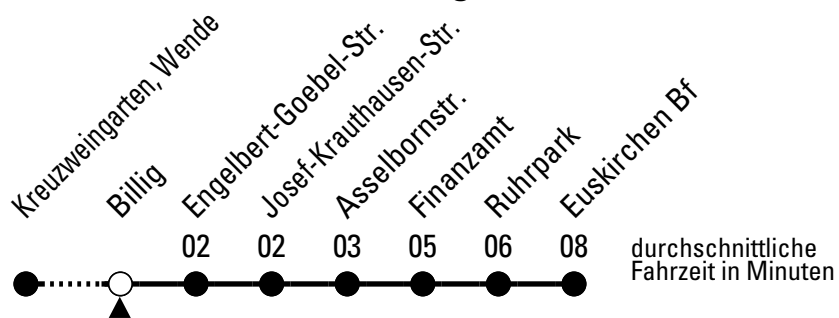 Kreuzweingarten, Wende
Billig
Engelbert-Goebel-Str.
Josef-Krauthausen-Str.
Asselbornstr.
Finanzamt
Ruhrpark
Euskirchen Bf
02 02 03 05 06 08
durchschnittliche
Fahrzeit in Minuten